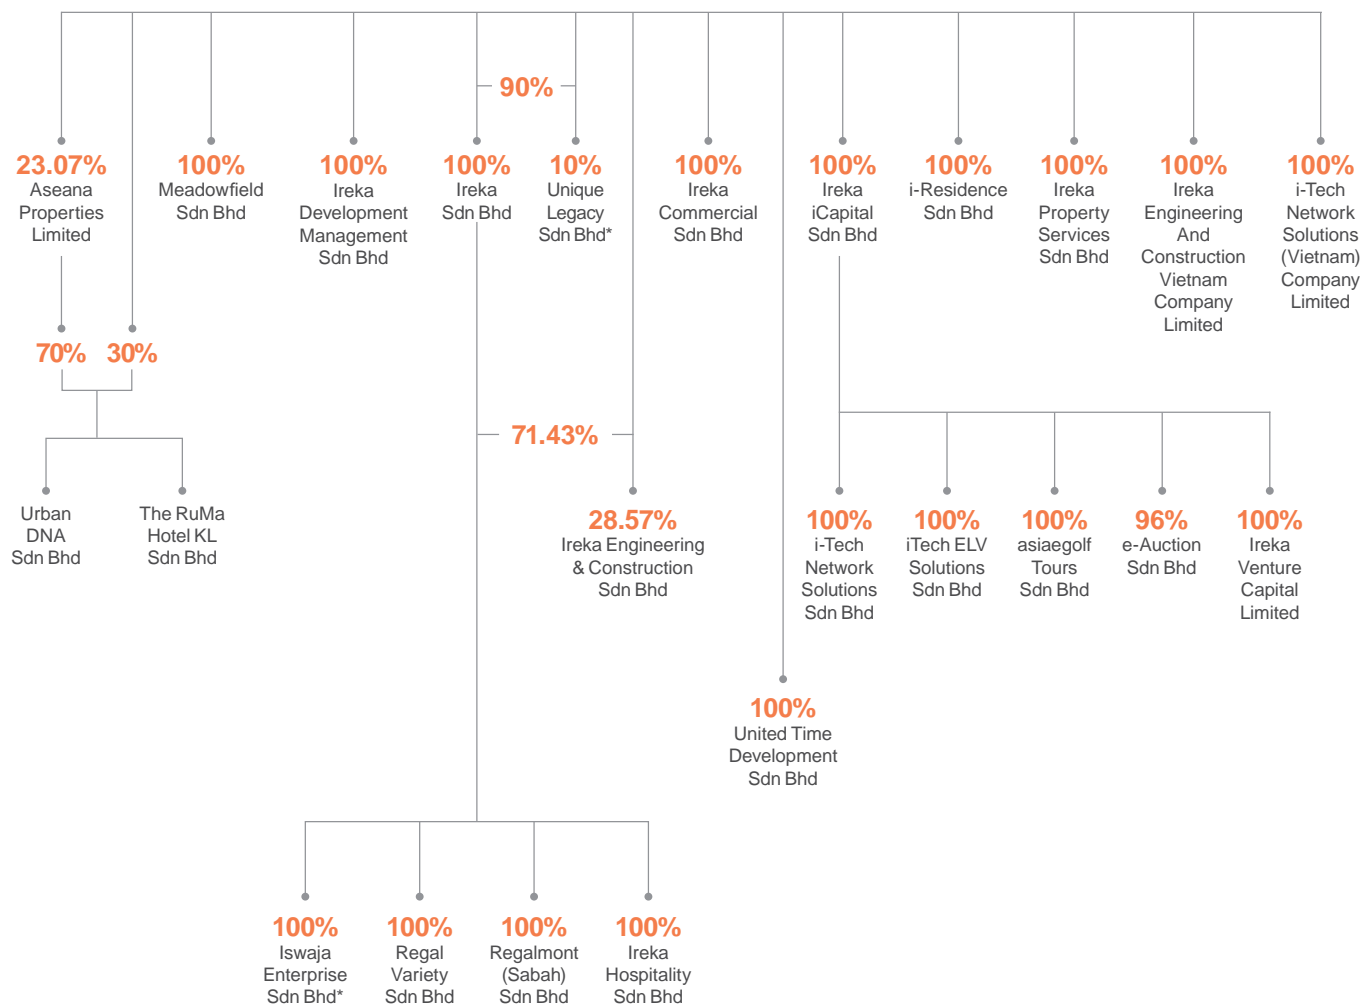 90%
23.07%
Aseana
Properties
Limited
100%
Meadowfield
Sdn Bhd
100%
Ireka
Development
Management
Sdn Bhd
100%
Ireka
Sdn Bhd
10%
Unique
Legacy
Sdn Bhd*
100%
Ireka
Commercial
Sdn Bhd
100%
Ireka
iCapital
Sdn Bhd
100%
i-Residence
Sdn Bhd
100%
Ireka
Property
Services
Sdn Bhd
100%
Ireka
Engineering
And
Construction
Vietnam
Company
Limited
100%
i-Tech
Network
Solutions
(Vietnam)
Company
Limited
70%
30%
71.43%
Urban
DNA
Sdn Bhd
The RuMa
Hotel KL
Sdn Bhd
28.57%
Ireka Engineering
& Construction
Sdn Bhd
100%
i-Tech
Network
Solutions
Sdn Bhd
100%
iTech ELV
Solutions
Sdn Bhd
100%
asiaegolf
Tours
Sdn Bhd
96%
e-Auction
Sdn Bhd
100%
Ireka
Venture
Capital
Limited
100%
United Time
Development
Sdn Bhd
100%
Iswaja
Enterprise
Sdn Bhd*
100%
Regal
Variety
Sdn Bhd
100%
Regalmont
(Sabah)
Sdn Bhd
100%
Ireka
Hospitality
Sdn Bhd